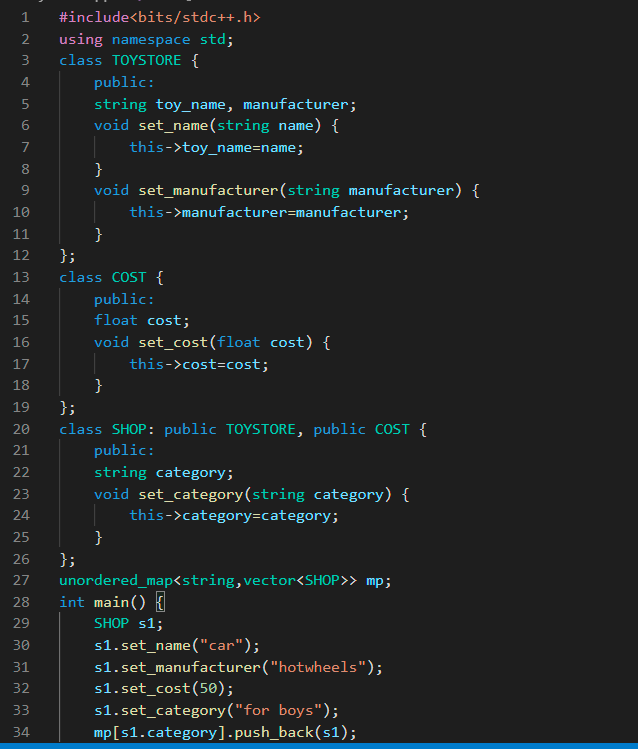 1 #include<bits/stdc++.h>
2 using namespace std;
3 class TOYSTORE {
4     public:
5     string toy_name, manufacturer;
6     void set_name(string name) {
7         this->toy_name=name;
8     }
9     void set_manufacturer(string manufacturer) {
10         this->manufacturer=manufacturer;
11     }
12 };
13 class COST {
14     public:
15     float cost;
16     void set_cost(float cost) {
17         this->cost=cost;
18     }
19 };
20 class SHOP: public TOYSTORE, public COST {
21     public:
22     string category;
23     void set_category(string category) {
24         this->category=category;
25     }
26 };
27 unordered_map<string,vector<SHOP>> mp;
28 int main() {
29     SHOP s1;
30     s1.set_name("car");
31     s1.set_manufacturer("hotwheels");
32     s1.set_cost(50);
33     s1.set_category("for boys");
34     mp[s1.category].push_back(s1);